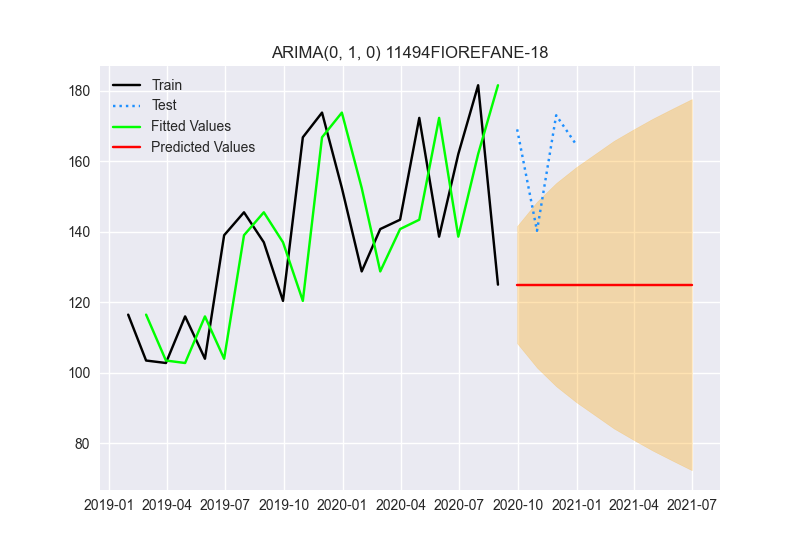 ARIMA(0, 1, 0) 11494FIOREFANE-18
Train
Test
Fitted Values
Predicted Values
180
160
140
120
100
80
2019-01 2019-04 2019-07 2019-10 2020-01 2020-04 2020-07 2020-10 2021-01 2021-04 2021-07